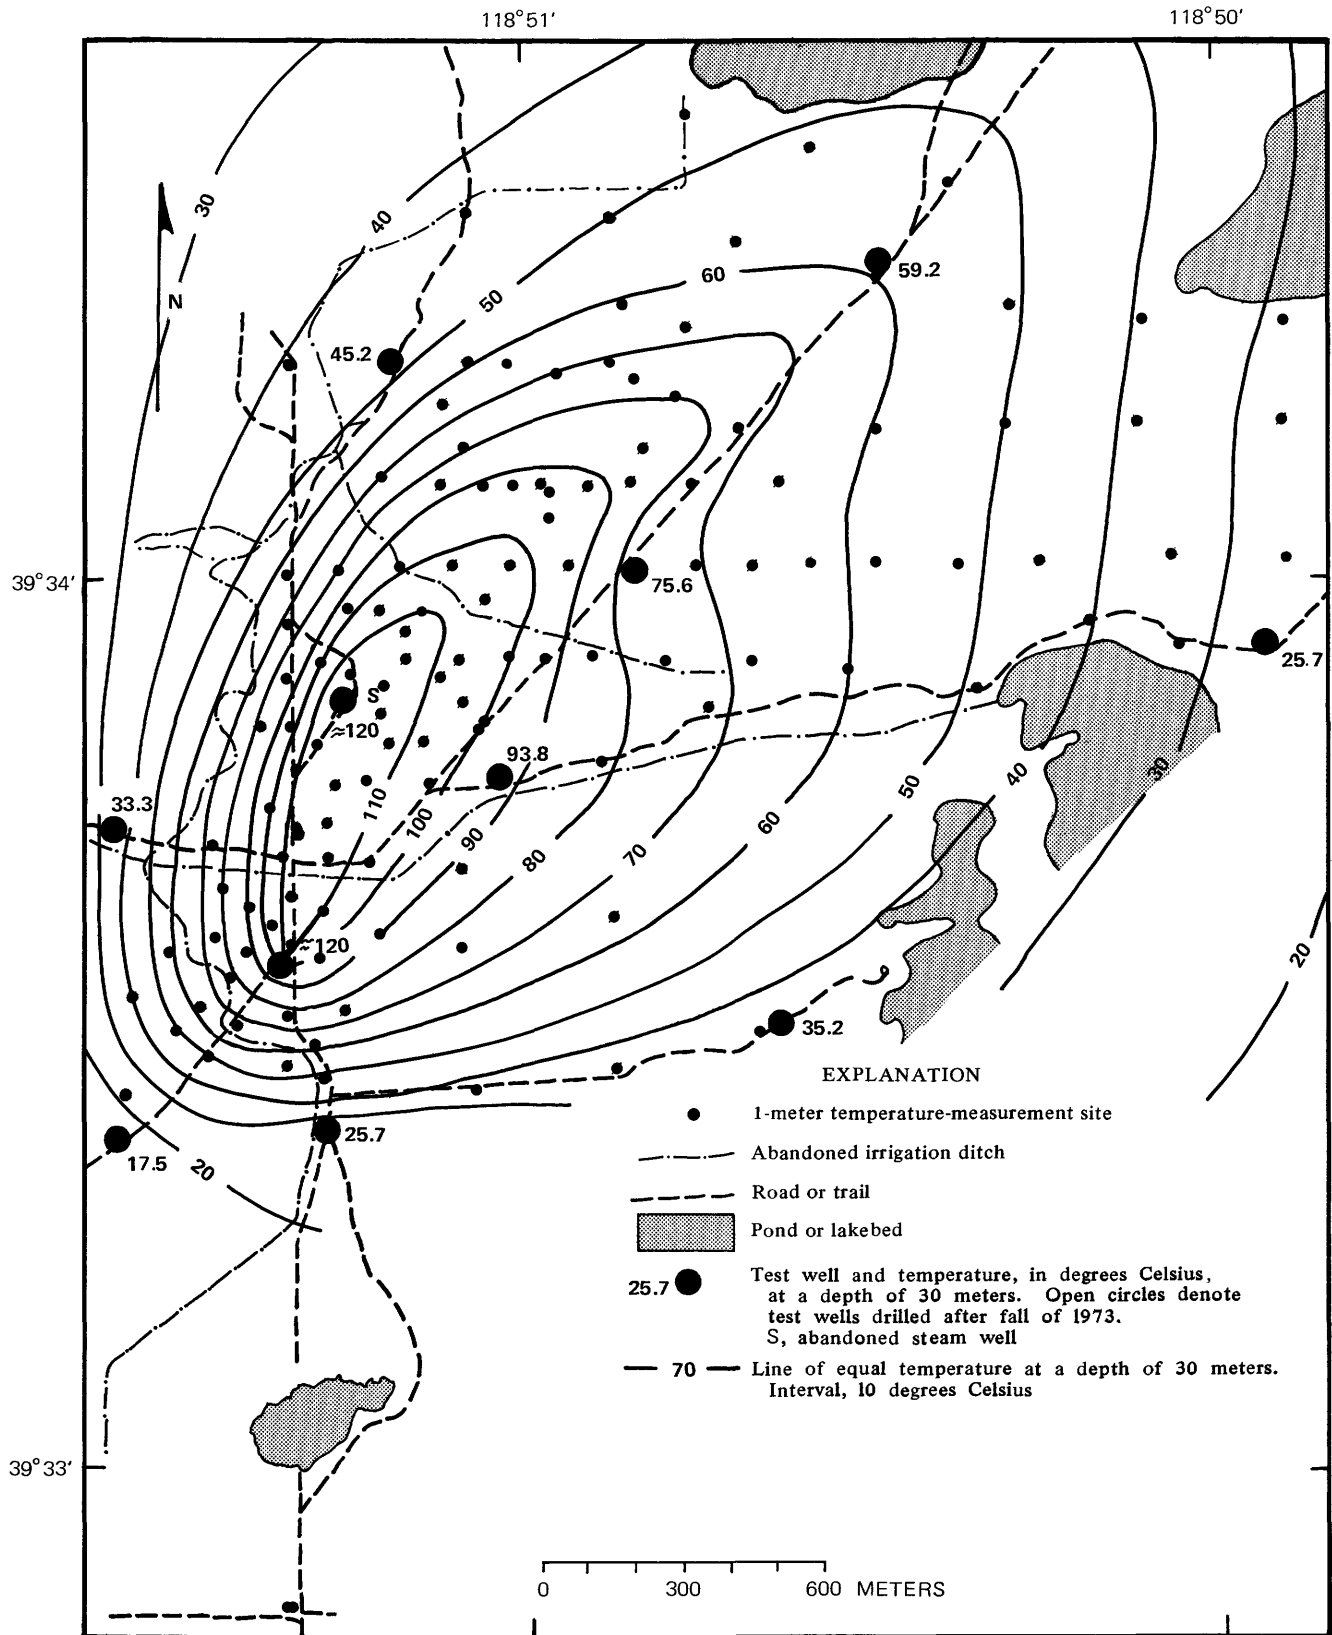 118°51′
118°50′
30
40
50
60
59.2
N
45.2
39°34′
75.6
25.7
S
≈120
93.8
33.3
110
100
90
80
70
60
50
40
30
20
≈120
35.2
25.7
17.5
20
EXPLANATION
1-meter temperature-measurement site
Abandoned irrigation ditch
Road or trail
Pond or lakebed
25.7 Test well and temperature, in degrees Celsius,
at a depth of 30 meters. Open circles denote
test wells drilled after fall of 1973.
S, abandoned steam well
70 Line of equal temperature at a depth of 30 meters.
Interval, 10 degrees Celsius
39°33′
0 300 600 METERS